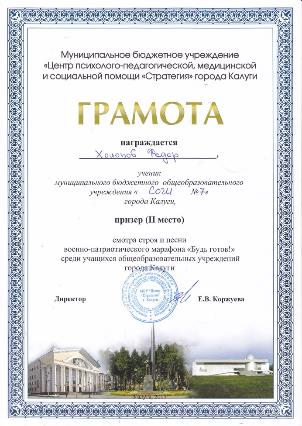 Муниципальное бюджетное учреждение
«Центр психолого-педагогической, медицинской
и социальной помощи «Стратегия» города Калуги
ГРАМОТА
награждается
Холопов Федор,
ученик
муниципального бюджетного общеобразовательного
учреждения « СОШ №7»
города Калуги,
призер (II место)
смотра строя и песни
военно-патриотического марафона «Будь готов!»
среди учащихся общеобразовательных учреждений
города Калуги
Директор Е.В. Коржуева